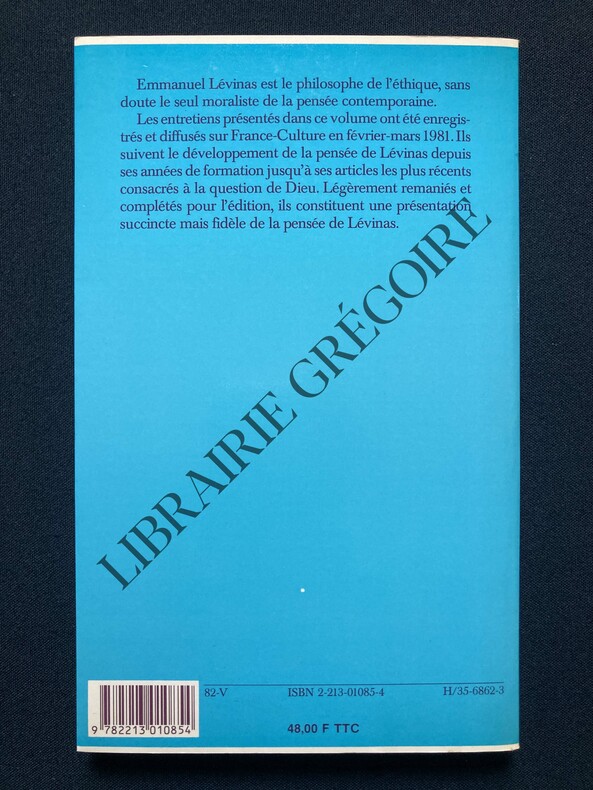 Emmanuel Lévinas est le philosophe de l'éthique, sans
doute le seul moraliste de la pensée contemporaine.
Les entretiens présentés dans ce volume ont été enregis-
trés et diffusés sur France-Culture en février-mars 1981. Ils
suivent le développement de la pensée de Lévinas depuis
ses années de formation jusqu'à ses articles les plus récents
consacrés à la question de Dieu. Légèrement remaniés et
complétés pour l'édition, ils constituent une présentation
succincte mais fidèle de la pensée de Lévinas.
LIBRAIRIE GRÉGOIRE
82-V ISBN 2-213-01085-4 H/35-6862-3
9 782213 010854
48,00 F TTC